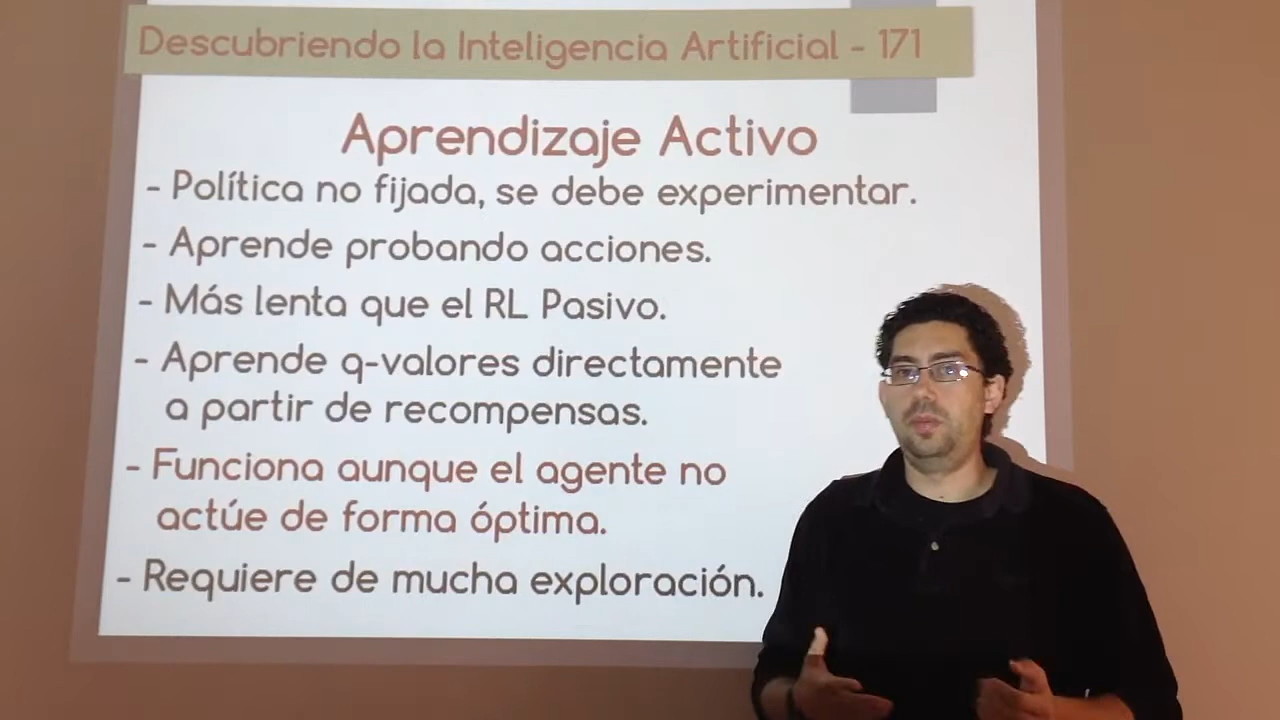 Descubriendo la Inteligencia Artificial - 171
Aprendizaje Activo
- Política no fijada, se debe experimentar.
- Aprende probando acciones.
- Más lenta que el RL Pasivo.
- Aprende q-valores directamente
a partir de recompensas.
- Funciona aunque el agente no
actúe de forma óptima.
- Requiere de mucha exploración.